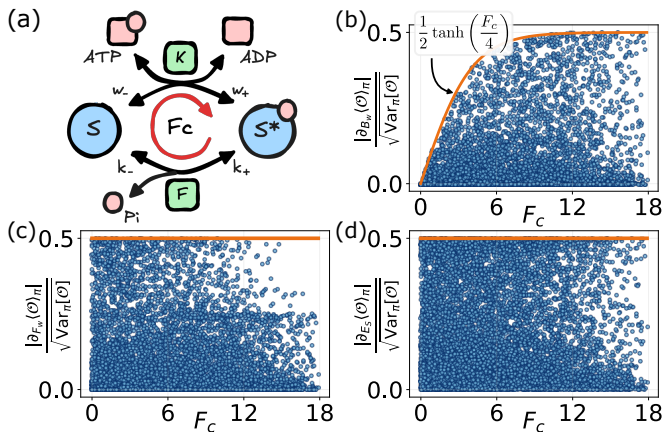 (a)
ATP
K
ADP
w₋
w₊
S
Fc
S*
k₋
k₊
F
Pi
(b)
|∂_{B_w}⟨𝒪⟩_π|
√Var_π[𝒪]
1/2 tanh(F_c/4)
0.5
0.0
0 6 12 18
F_c
(c)
|∂_{F_w}⟨𝒪⟩_π|
√Var_π[𝒪]
0.5
0.0
0 6 12 18
F_c
(d)
|∂_{E_S}⟨𝒪⟩_π|
√Var_π[𝒪]
0.5
0.0
0 6 12 18
F_c